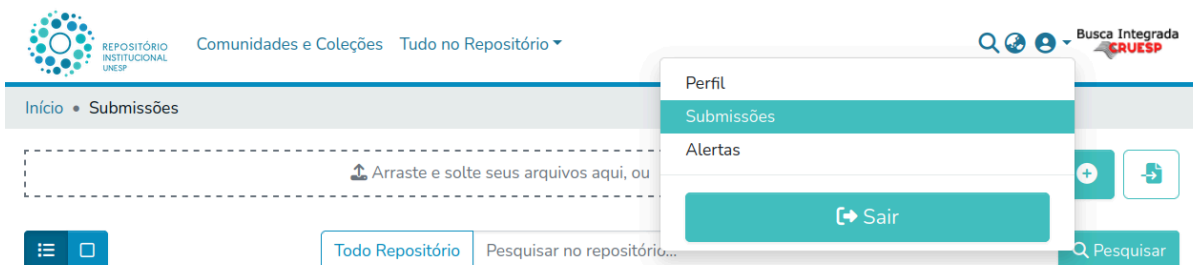 REPOSITÓRIO
INSTITUCIONAL
UNESP
Comunidades e Coleções Tudo no Repositório
Busca Integrada
CRUESP
Início • Submissões
Perfil
Submissões
Alertas
Sair
Arraste e solte seus arquivos aqui, ou
Todo Repositório Pesquisar no repositório... Pesquisar